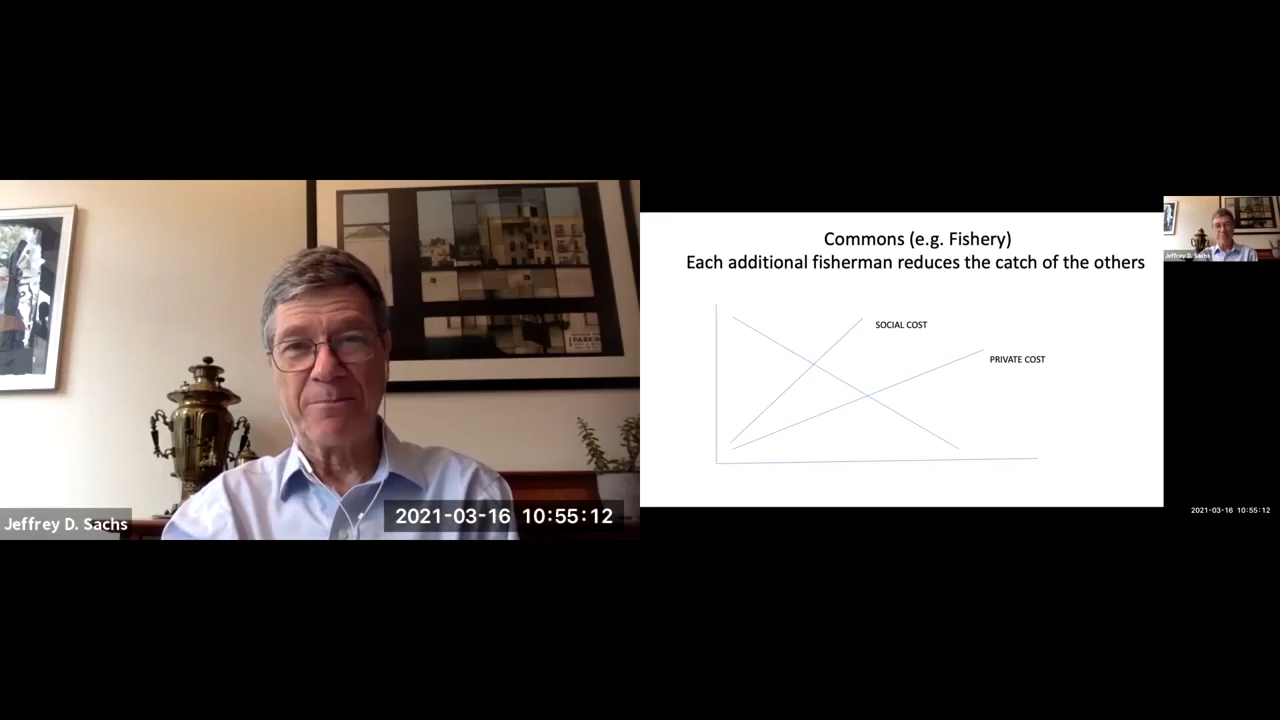 PARKIN
Jeffrey D. Sachs
2021-03-16 10:55:12
Commons (e.g. Fishery)
Each additional fisherman reduces the catch of the others
SOCIAL COST
PRIVATE COST
Jeffrey D. Sachs
2021-03-16 10:55:12